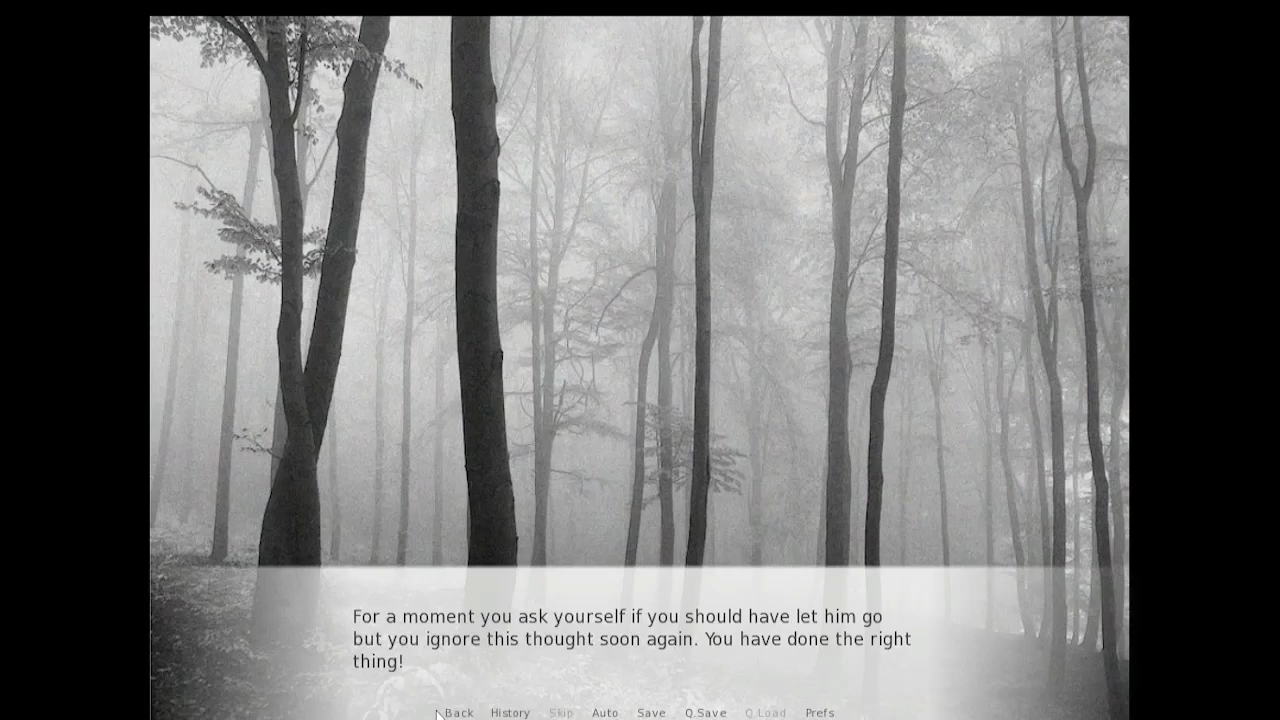 For a moment you ask yourself if you should have let him go
but you ignore this thought soon again. You have done the right
thing!
Back History Skip Auto Save Q.Save Q.Load Prefs